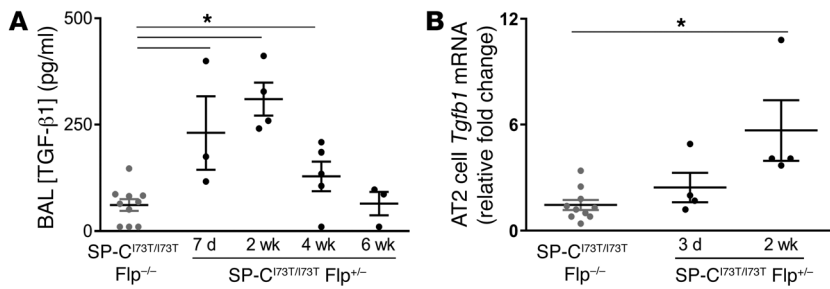 A
BAL [TGF-β1] (pg/ml)
500
250
0
*
SP-C^I73T/I73T
Flp^−/−
7 d 2 wk 4 wk 6 wk
SP-C^I73T/I73T Flp^+/−
B
AT2 cell Tgfb1 mRNA
(relative fold change)
12
6
0
*
SP-C^I73T/I73T
Flp^−/−
3 d 2 wk
SP-C^I73T/I73T Flp^+/−